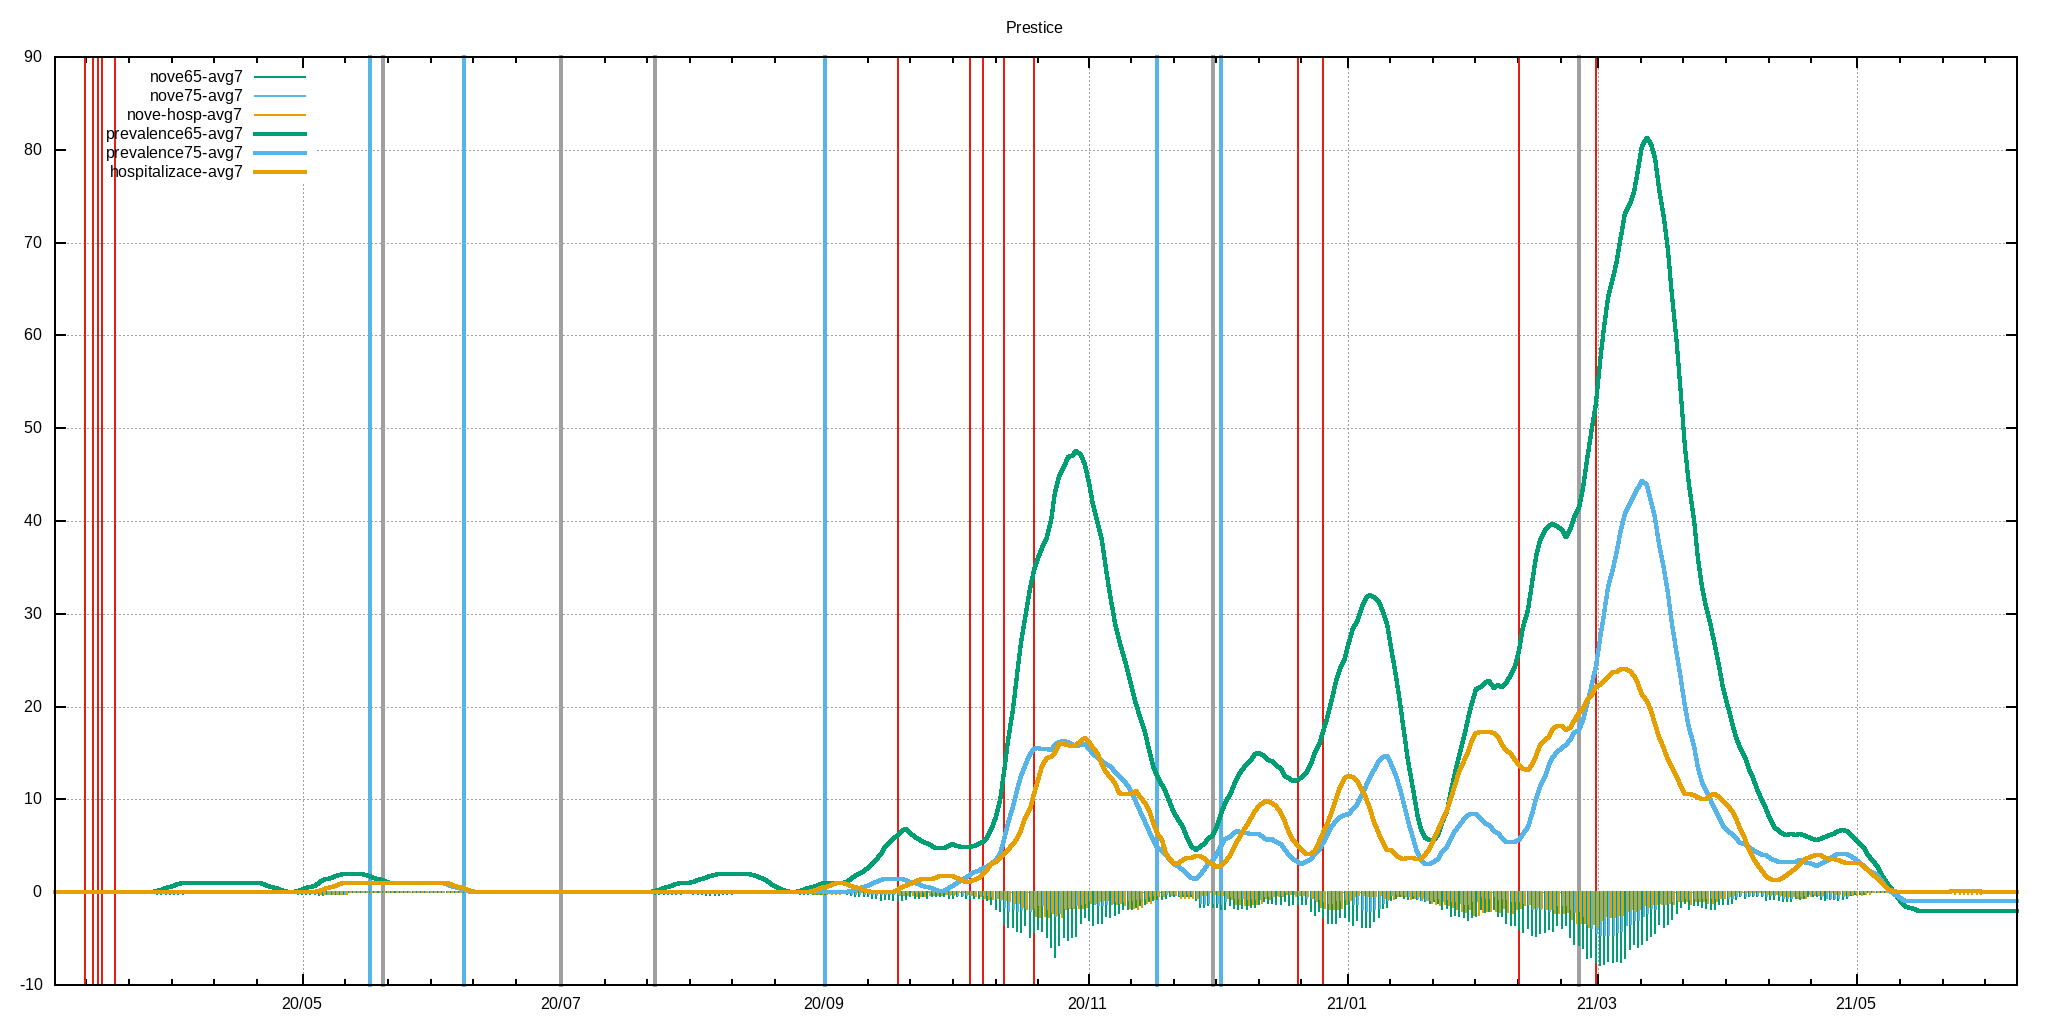 Prestice
90
80
70
60
50
40
30
20
10
0
-10
nove65-avg7
nove75-avg7
nove-hosp-avg7
prevalence65-avg7
prevalence75-avg7
hospitalizace-avg7
20/05 20/07 20/09 20/11 21/01 21/03 21/05